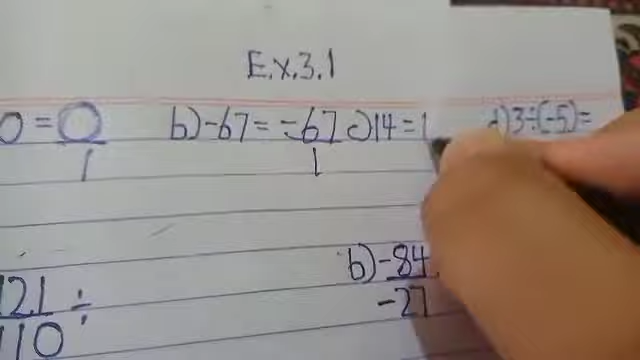 Ex.3.1
0 = 0/1 b) -67 = -67/1 c) 14 = 1 d) 3÷(-5)=
121/110 ÷ b) -84/-27